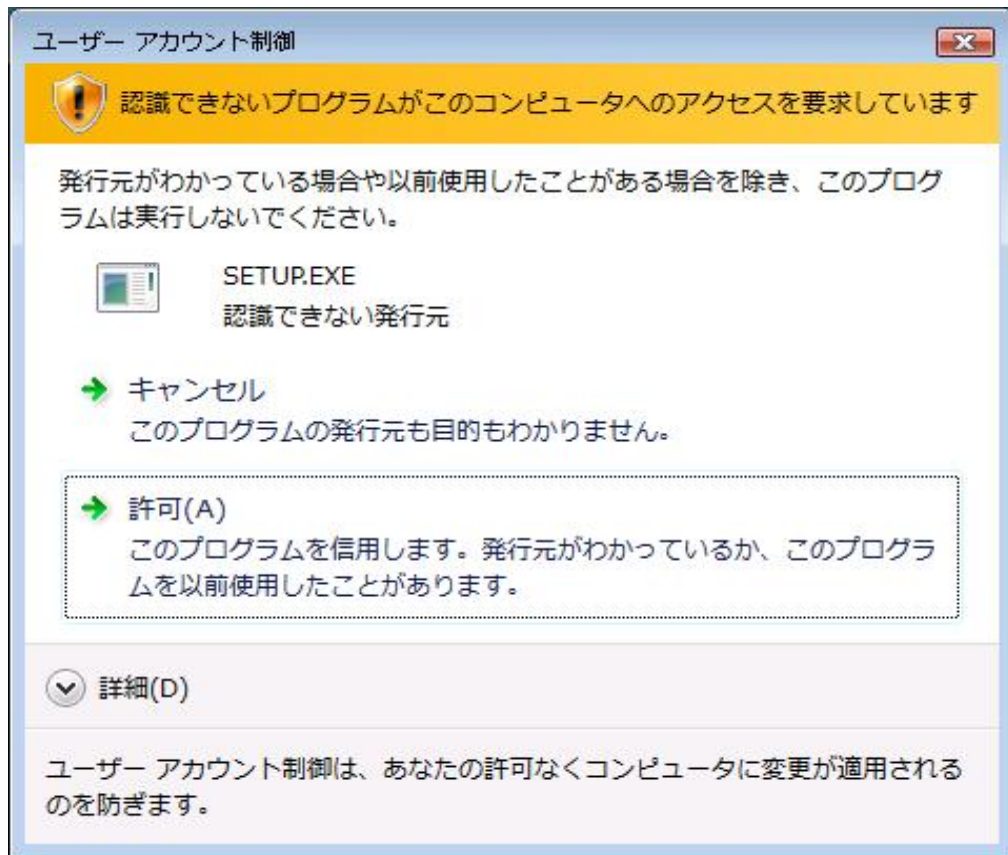 ユーザー アカウント制御
認識できないプログラムがこのコンピュータへのアクセスを要求しています
発行元がわかっている場合や以前使用したことがある場合を除き、このプログ
ラムは実行しないでください。
SETUP.EXE
認識できない発行元
キャンセル
このプログラムの発行元も目的もわかりません。
許可(A)
このプログラムを信用します。発行元がわかっているか、このプログラ
ムを以前使用したことがあります。
詳細(D)
ユーザー アカウント制御は、あなたの許可なくコンピュータに変更が適用される
のを防ぎます。